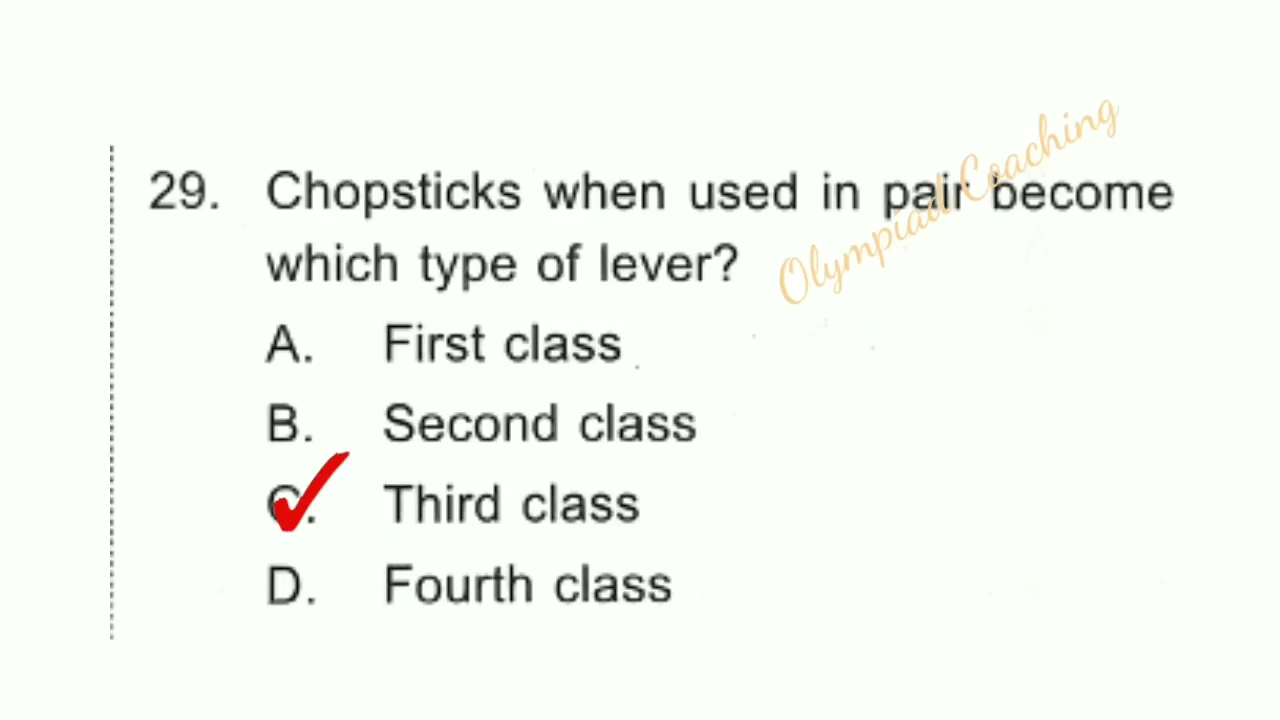 29. Chopsticks when used in pair become
which type of lever?
A. First class
B. Second class
C. Third class
D. Fourth class
Olympiad Coaching